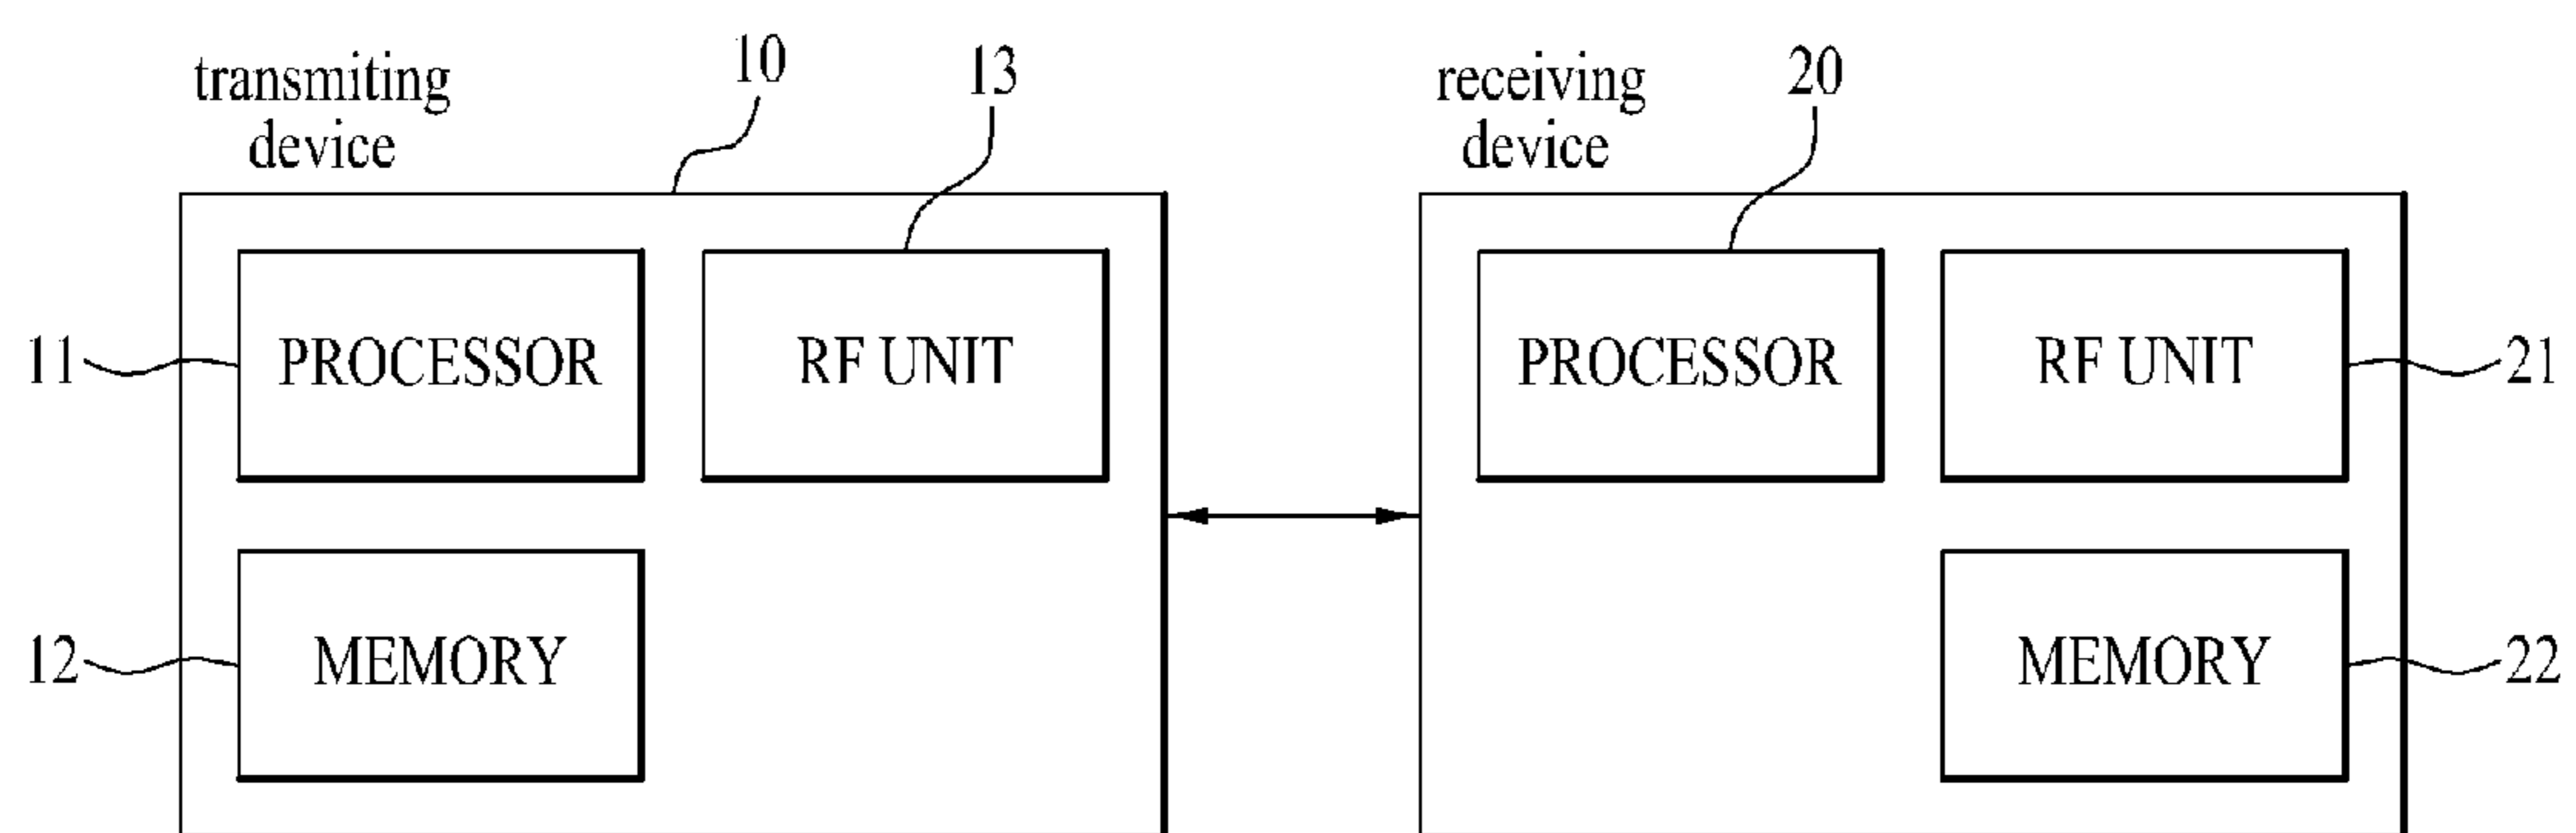 transmiting
device
10
13
receiving
device
20
11
PROCESSOR
RF UNIT
PROCESSOR
RF UNIT
21
12
MEMORY
MEMORY
22